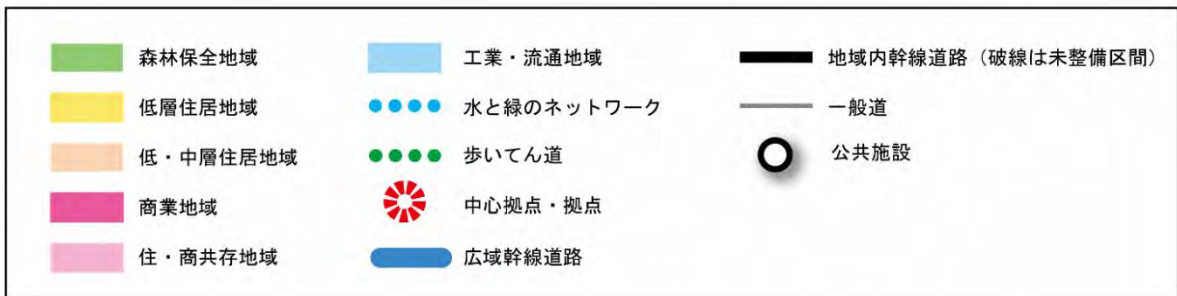 森林保全地域
低層住居地域
低・中層住居地域
商業地域
住・商共存地域
工業・流通地域
水と緑のネットワーク
歩いてん道
中心拠点・拠点
広域幹線道路
地域内幹線道路（破線は未整備区間）
一般道
公共施設